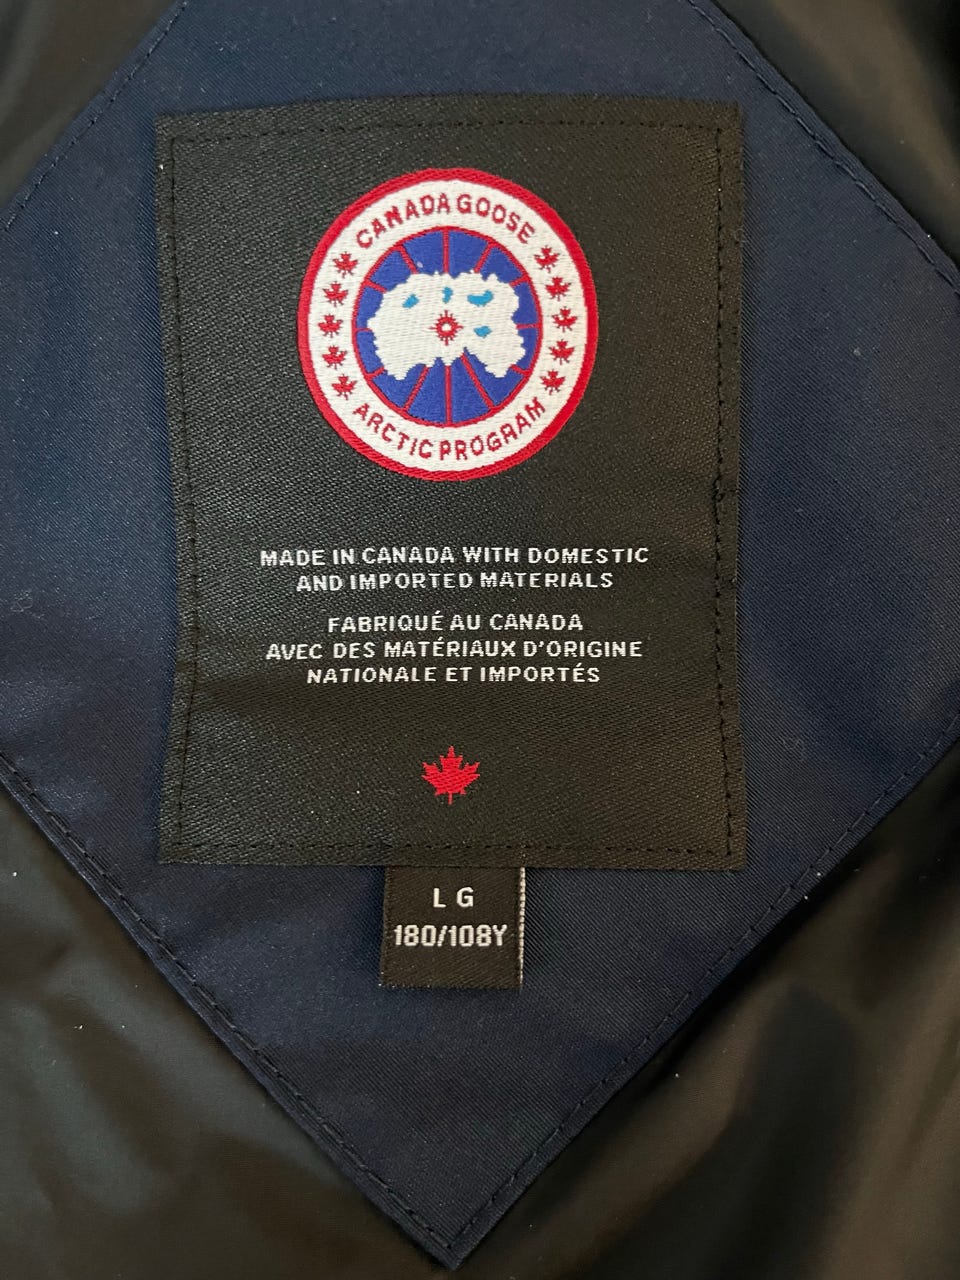 CANADA GOOSE
ARCTIC PROGRAM
MADE IN CANADA WITH DOMESTIC
AND IMPORTED MATERIALS
FABRIQUÉ AU CANADA
AVEC DES MATÉRIAUX D'ORIGINE
NATIONALE ET IMPORTÉS
LG
180/108Y